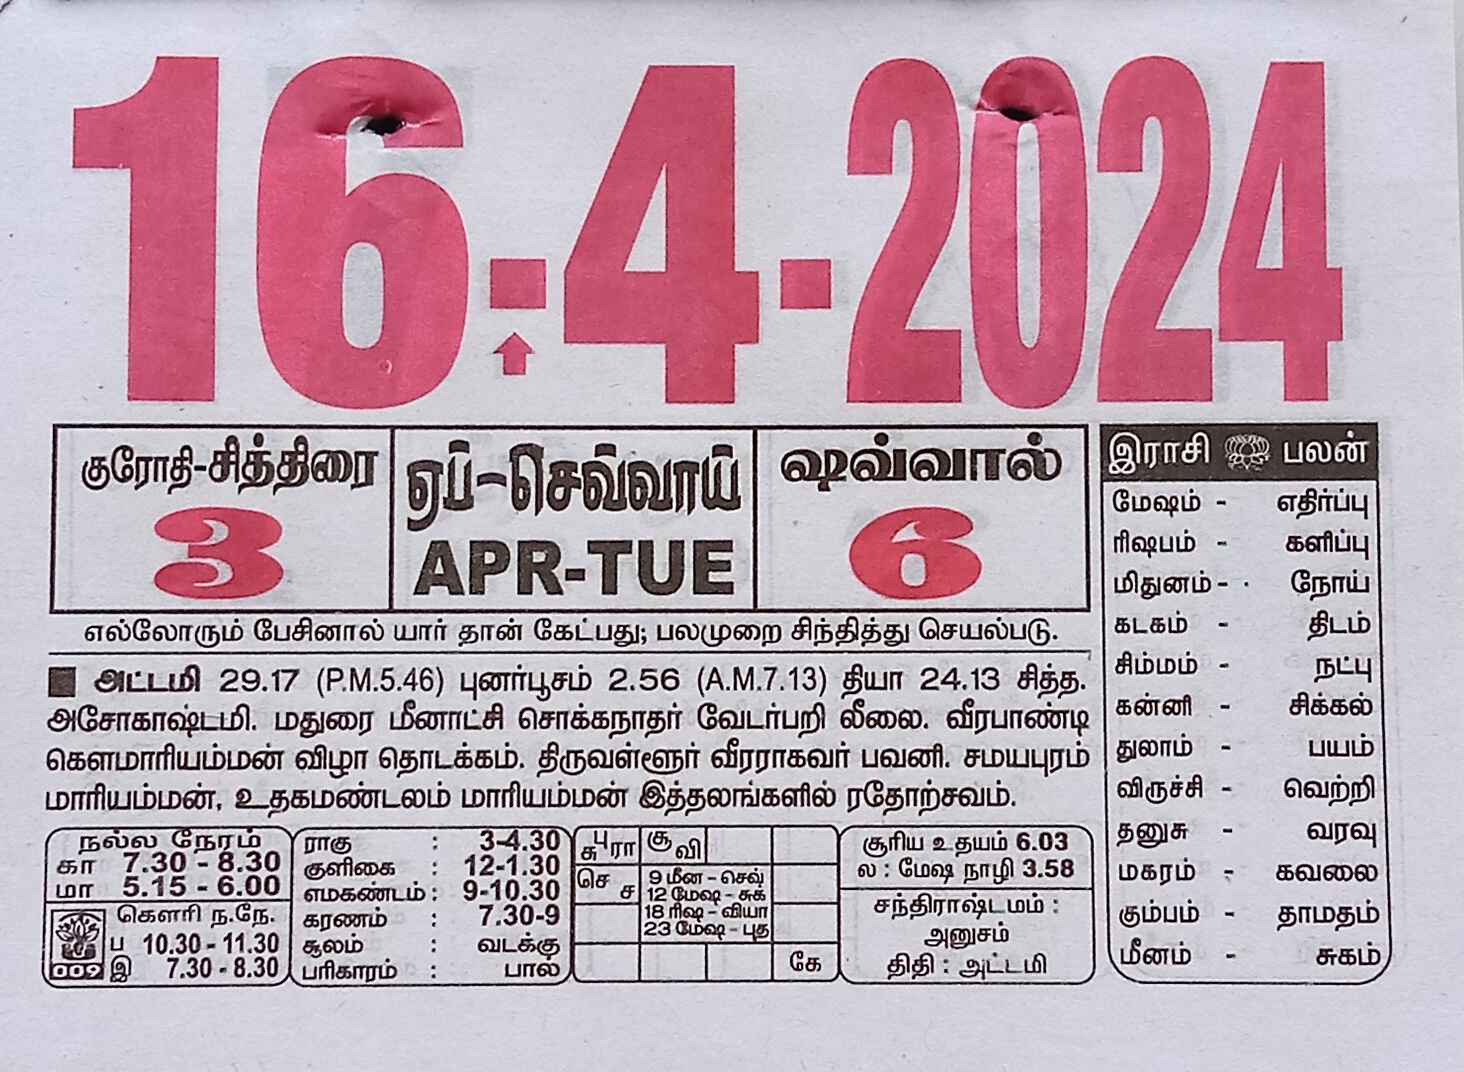 16-4-2024
குரோதி-சித்திரை
3
ஏப்-செவ்வாய்
APR-TUE
ஷவ்வால்
6
எல்லோரும் பேசினால் யார் தான் கேட்பது; பலமுறை சிந்தித்து செயல்படு.
அட்டமி 29.17 (P.M.5.46) புனர்பூசம் 2.56 (A.M.7.13) தியா 24.13 சித்த.
அசோகாஷ்டமி. மதுரை மீனாட்சி சொக்கநாதர் வேடர்பறி லீலை. வீரபாண்டி
கௌமாரியம்மன் விழா தொடக்கம். திருவள்ளூர் வீரராகவர் பவனி. சமயபுரம்
மாரியம்மன், உதகமண்டலம் மாரியம்மன் இத்தலங்களில் ரதோற்சவம்.
நல்ல நேரம்
கா 7.30 - 8.30
மா 5.15 - 6.00
கௌரி ந.நே.
ப 10.30 - 11.30
இ 7.30 - 8.30
009
ராகு : 3-4.30
குளிகை : 12-1.30
எமகண்டம் : 9-10.30
கரணம் : 7.30-9
சூலம் : வடக்கு
பரிகாரம் : பால்
பு
சு ரா
சூ
வி
செ
ச
9 மீன - செவ்
12 மேஷ - சுக்
18 ரிஷ - வியா
23 மேஷ - புத
கே
சூரிய உதயம் 6.03
ல : மேஷ நாழி 3.58
சந்திராஷ்டமம் :
அனுசம்
திதி : அட்டமி
இராசி பலன்
மேஷம் - எதிர்ப்பு
ரிஷபம் - களிப்பு
மிதுனம் - நோய்
கடகம் - திடம்
சிம்மம் - நட்பு
கன்னி - சிக்கல்
துலாம் - பயம்
விருச்சி - வெற்றி
தனுசு - வரவு
மகரம் - கவலை
கும்பம் - தாமதம்
மீனம் - சுகம்